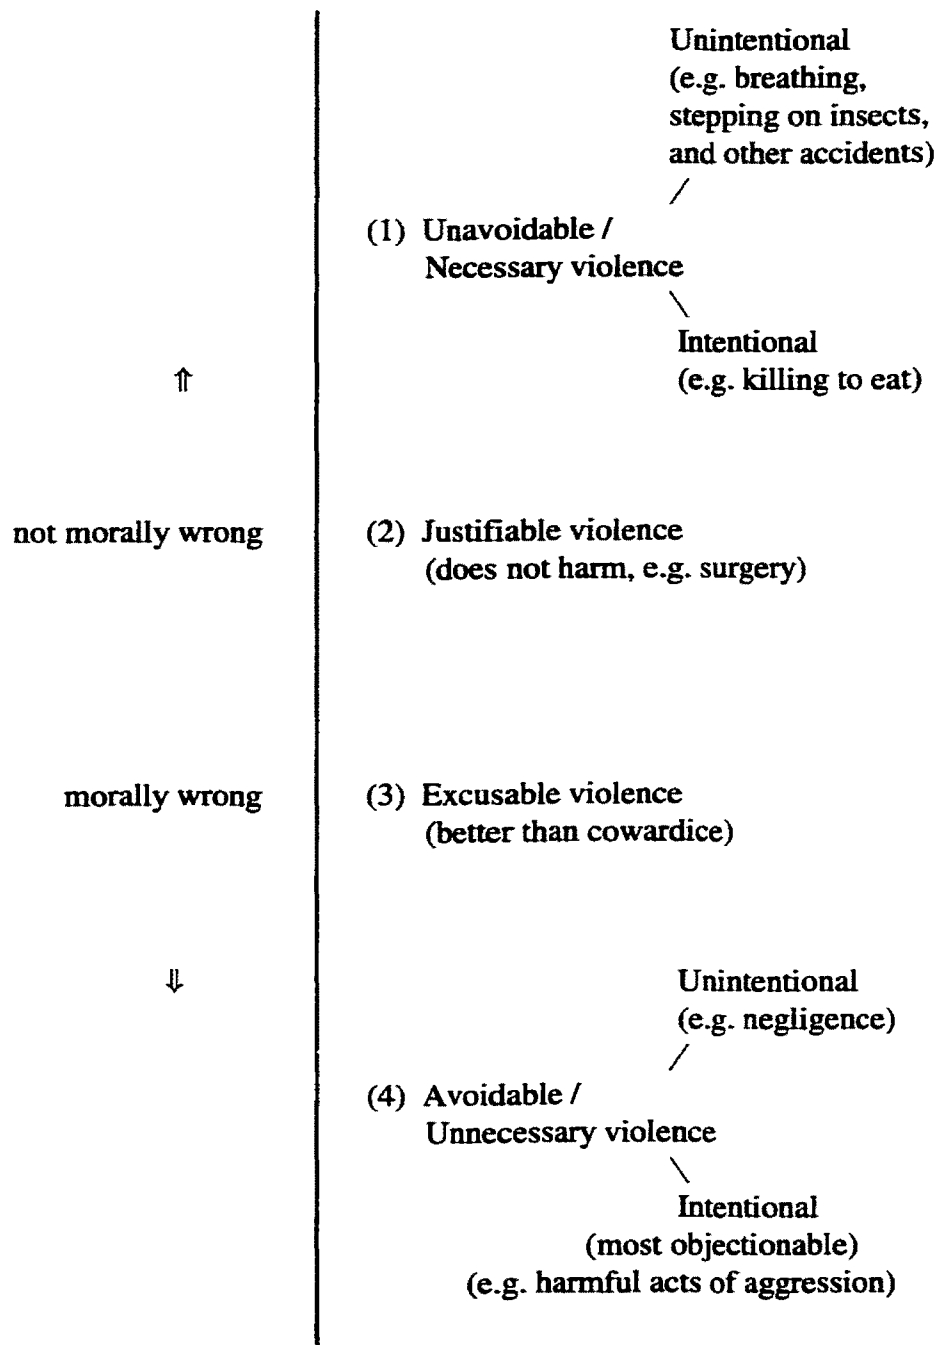 Unintentional
(e.g. breathing,
stepping on insects,
and other accidents)
/
(1) Unavoidable /
Necessary violence
\
Intentional
⇑
(e.g. killing to eat)
not morally wrong
(2) Justifiable violence
(does not harm, e.g. surgery)
morally wrong
(3) Excusable violence
(better than cowardice)
⇓
Unintentional
(e.g. negligence)
/
(4) Avoidable /
Unnecessary violence
\
Intentional
(most objectionable)
(e.g. harmful acts of aggression)